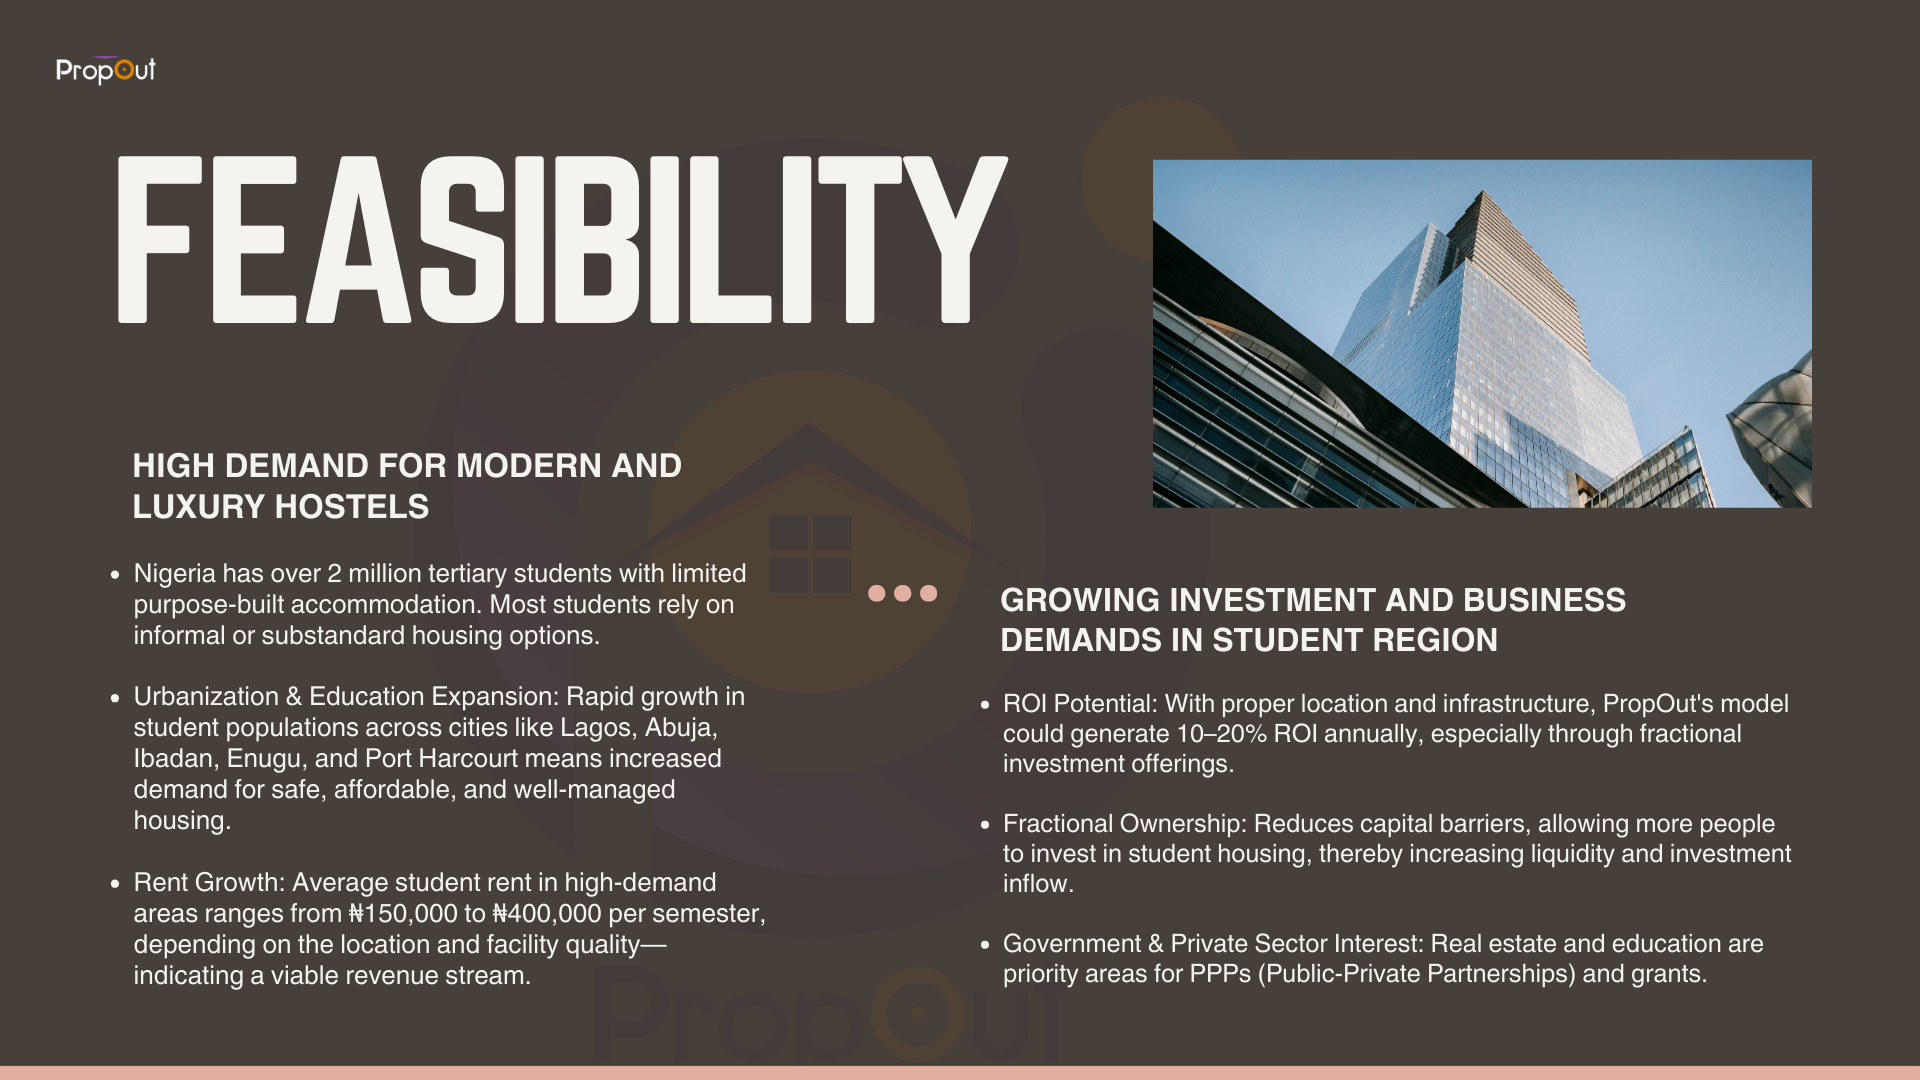 PropOut
FEASIBILITY
HIGH DEMAND FOR MODERN AND
LUXURY HOSTELS
• Nigeria has over 2 million tertiary students with limited
purpose-built accommodation. Most students rely on
informal or substandard housing options.
• Urbanization & Education Expansion: Rapid growth in
student populations across cities like Lagos, Abuja,
Ibadan, Enugu, and Port Harcourt means increased
demand for safe, affordable, and well-managed
housing.
• Rent Growth: Average student rent in high-demand
areas ranges from ₦150,000 to ₦400,000 per semester,
depending on the location and facility quality—
indicating a viable revenue stream.
GROWING INVESTMENT AND BUSINESS
DEMANDS IN STUDENT REGION
• ROI Potential: With proper location and infrastructure, PropOut's model
could generate 10–20% ROI annually, especially through fractional
investment offerings.
• Fractional Ownership: Reduces capital barriers, allowing more people
to invest in student housing, thereby increasing liquidity and investment
inflow.
• Government & Private Sector Interest: Real estate and education are
priority areas for PPPs (Public-Private Partnerships) and grants.
PropOut